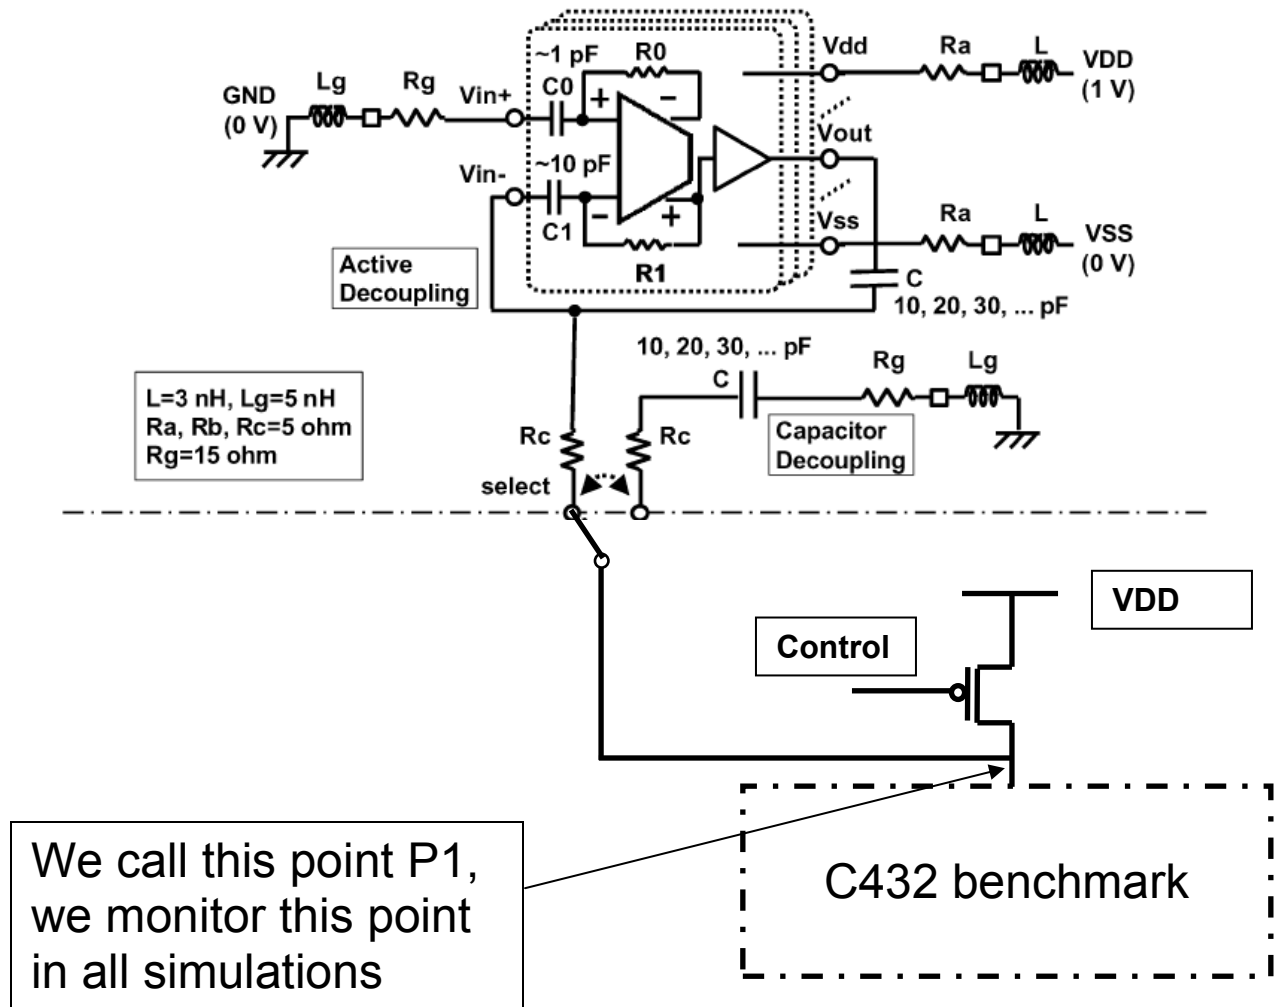 ~1 pF
R0
Vdd
Ra
L
VDD
(1 V)
GND
(0 V)
Lg
Rg
Vin+
C0
+
−
Vout
~10 pF
Vin-
−
+
C1
R1
Vss
Ra
L
VSS
(0 V)
Active
Decoupling
C
10, 20, 30, ... pF
10, 20, 30, ... pF
C
Rg
Lg
L=3 nH, Lg=5 nH
Ra, Rb, Rc=5 ohm
Rg=15 ohm
Rc
Rc
Capacitor
Decoupling
select
VDD
Control
We call this point P1,
we monitor this point
in all simulations
C432 benchmark